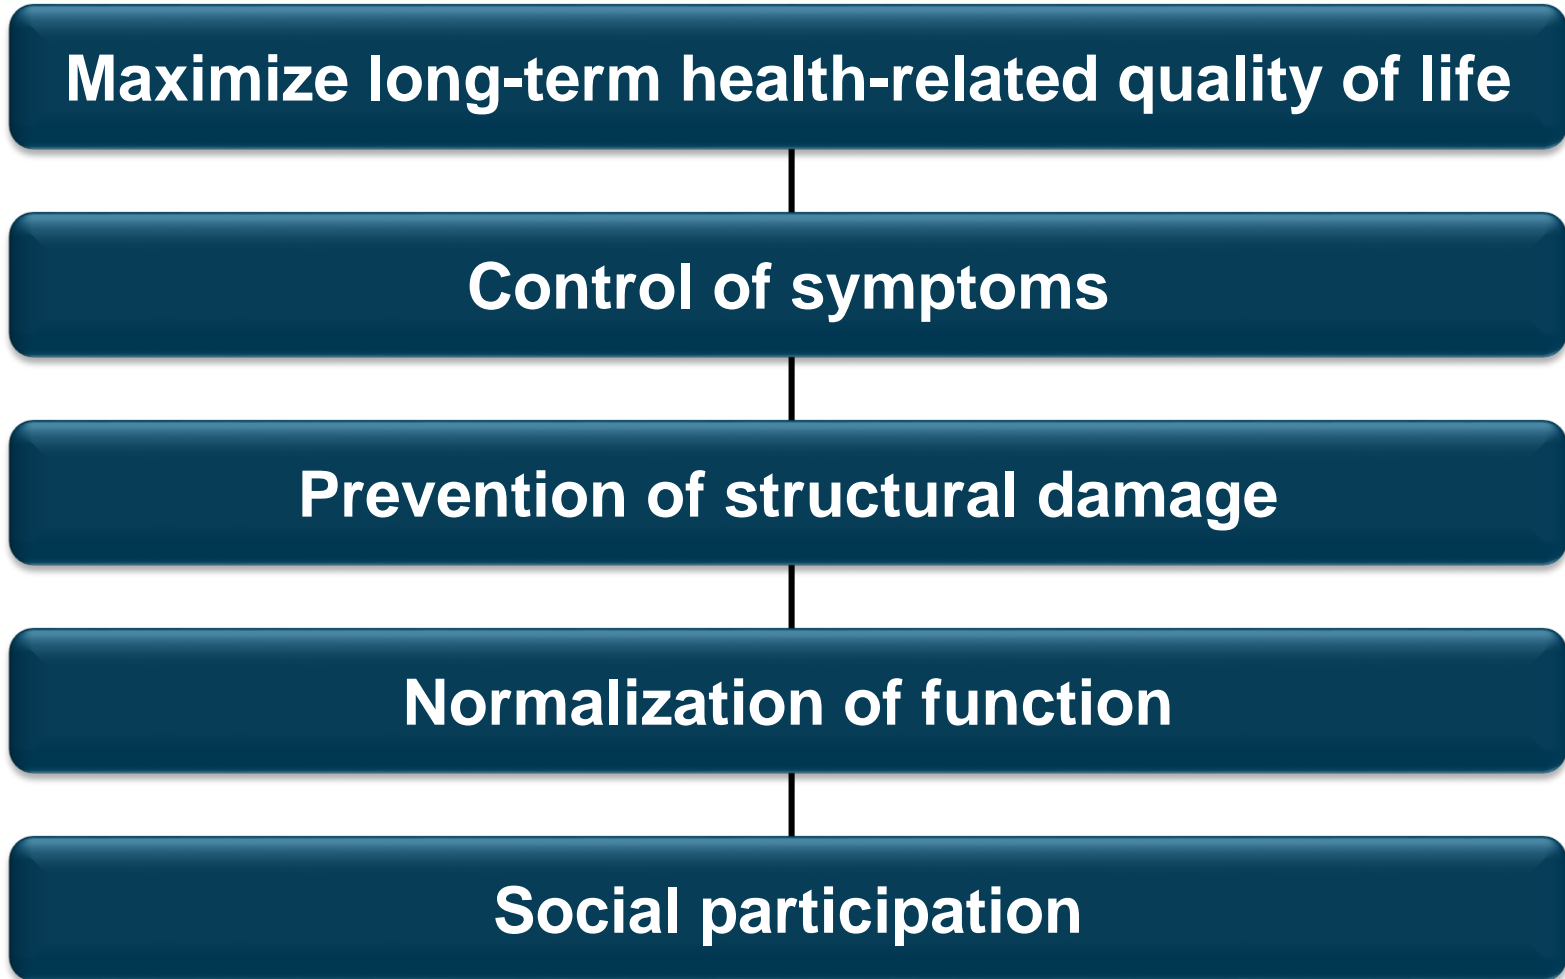 Maximize long-term health-related quality of life
Control of symptoms
Prevention of structural damage
Normalization of function
Social participation